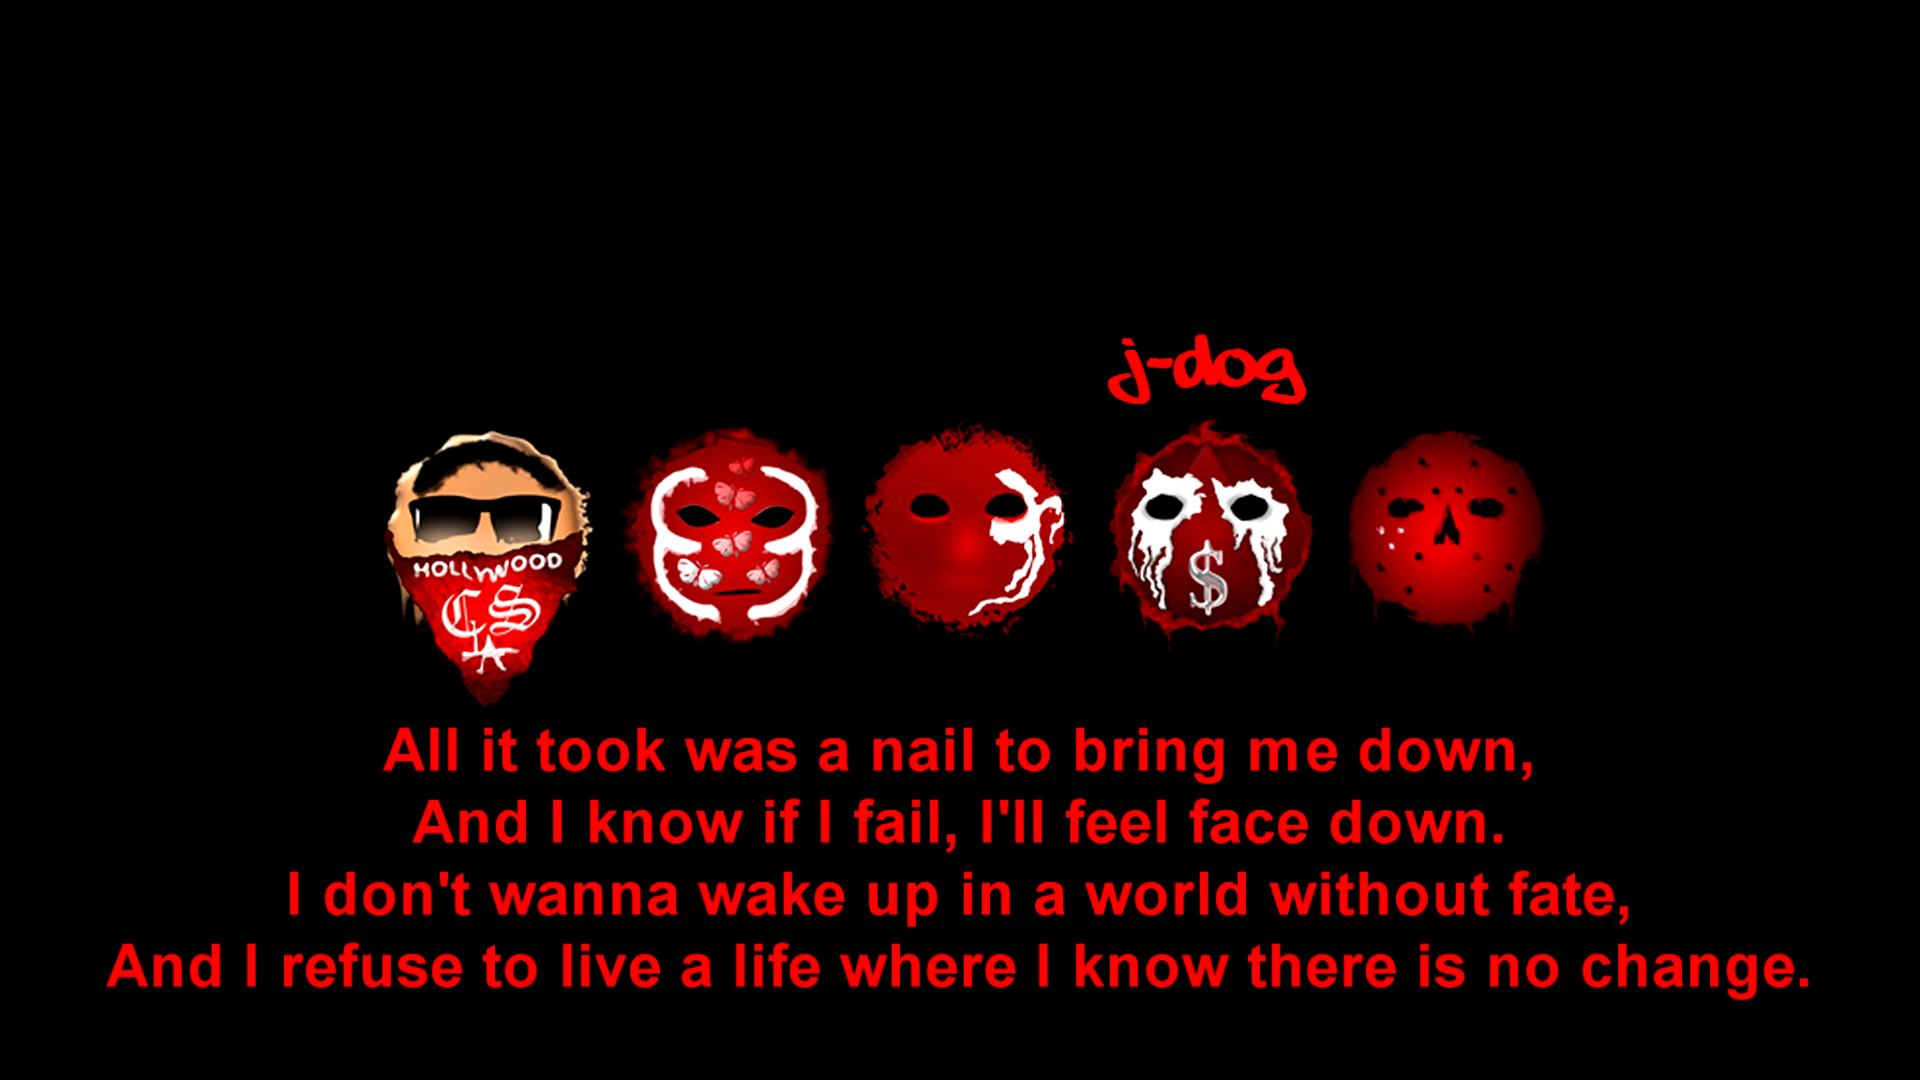 j-dog
HOLLYWOOD
CS
LA
$
All it took was a nail to bring me down,
And I know if I fail, I'll feel face down.
I don't wanna wake up in a world without fate,
And I refuse to live a life where I know there is no change.